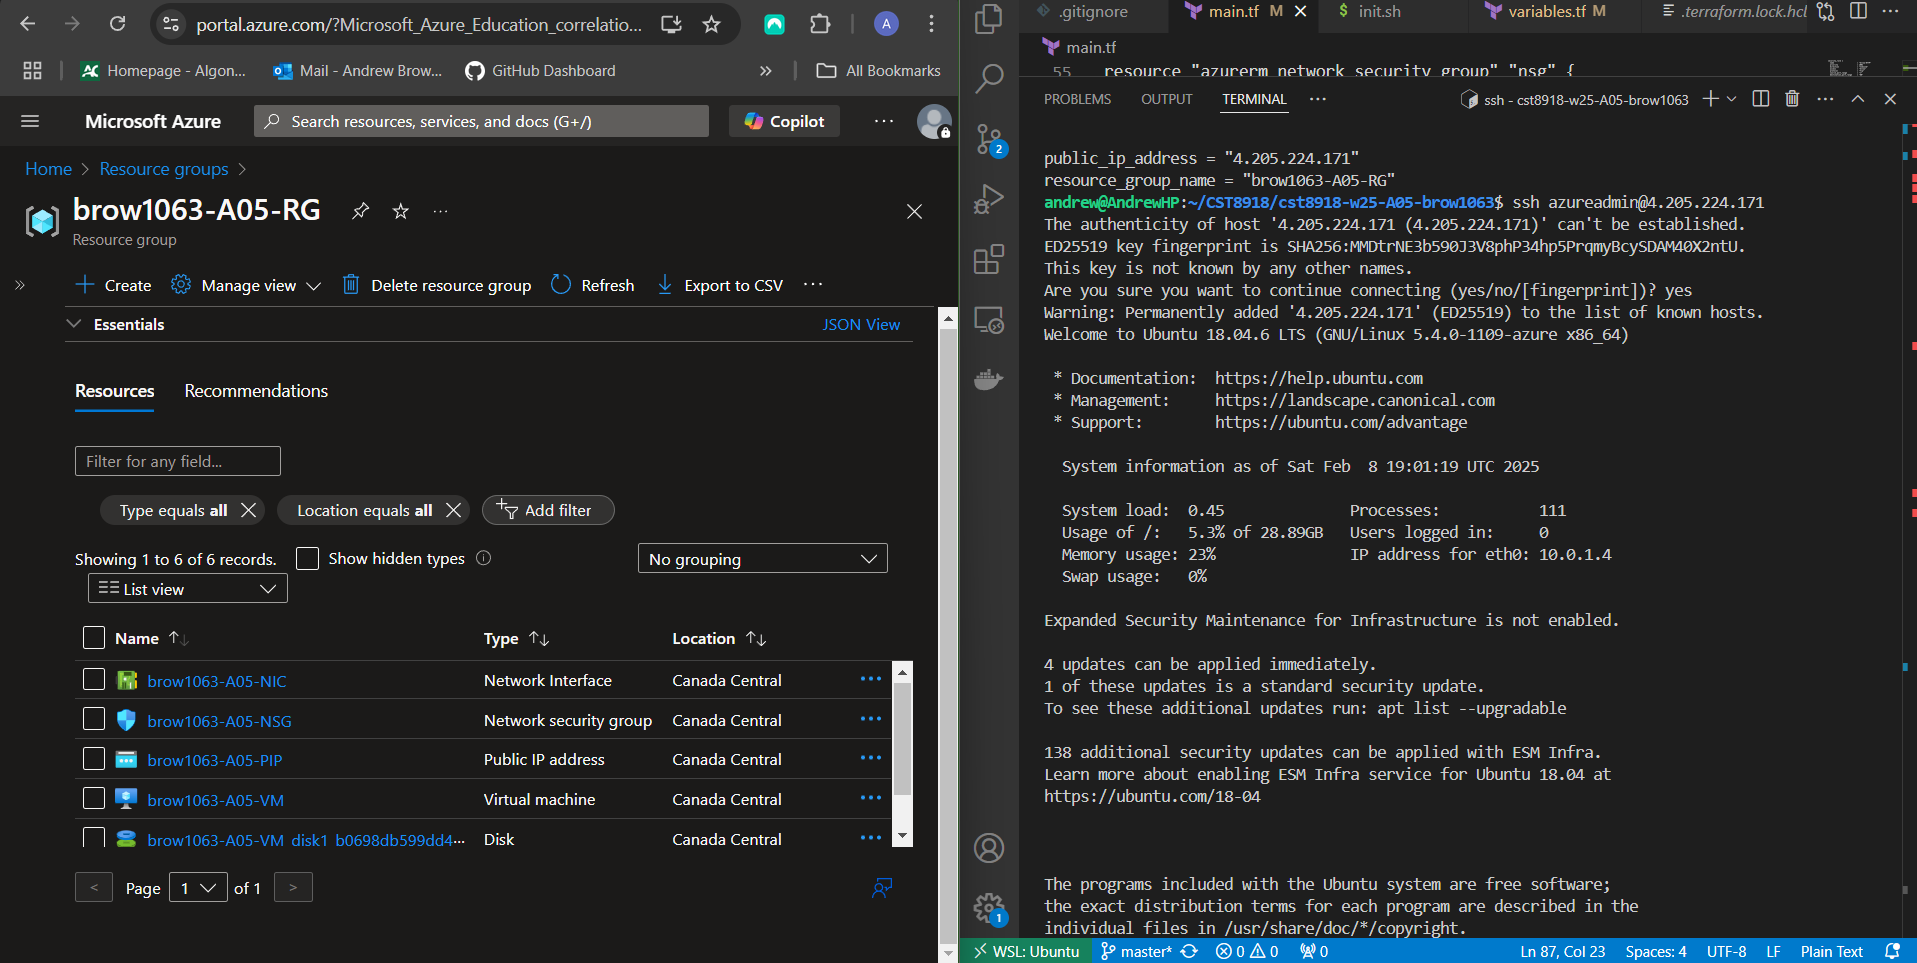 portal.azure.com/?Microsoft_Azure_Education_correlatio...
A
Homepage - Algon...
Mail - Andrew Brow...
GitHub Dashboard
»
All Bookmarks
Microsoft Azure
Search resources, services, and docs (G+/)
Copilot
...
Home > Resource groups >
brow1063-A05-RG
...
Resource group
Create
Manage view
Delete resource group
Refresh
Export to CSV
...
Essentials
JSON View
Resources
Recommendations
Filter for any field...
Type equals all
Location equals all
Add filter
Showing 1 to 6 of 6 records.
Show hidden types
No grouping
List view
Name
Type
Location
brow1063-A05-NIC
Network Interface
Canada Central
brow1063-A05-NSG
Network security group
Canada Central
brow1063-A05-PIP
Public IP address
Canada Central
brow1063-A05-VM
Virtual machine
Canada Central
brow1063-A05-VM_disk1_b0698db599dd4...
Disk
Canada Central
< Page 1 of 1 >
.gitignore
main.tf M
$ init.sh
variables.tf M
.terraform.lock.hcl
main.tf
55 resource "azurerm_network_security_group" "nsg" {
PROBLEMS
OUTPUT
TERMINAL
...
ssh - cst8918-w25-A05-brow1063
2
public_ip_address = "4.205.224.171"
resource_group_name = "brow1063-A05-RG"
andrew@AndrewHP:~/CST8918/cst8918-w25-A05-brow1063$ ssh azureadmin@4.205.224.171
The authenticity of host '4.205.224.171 (4.205.224.171)' can't be established.
ED25519 key fingerprint is SHA256:MMDtrNE3b590J3V8phP34hp5PrqmyBcySDAM40X2ntU.
This key is not known by any other names.
Are you sure you want to continue connecting (yes/no/[fingerprint])? yes
Warning: Permanently added '4.205.224.171' (ED25519) to the list of known hosts.
Welcome to Ubuntu 18.04.6 LTS (GNU/Linux 5.4.0-1109-azure x86_64)
* Documentation: https://help.ubuntu.com
* Management: https://landscape.canonical.com
* Support: https://ubuntu.com/advantage
System information as of Sat Feb 8 19:01:19 UTC 2025
System load: 0.45 Processes: 111
Usage of /: 5.3% of 28.89GB Users logged in: 0
Memory usage: 23% IP address for eth0: 10.0.1.4
Swap usage: 0%
Expanded Security Maintenance for Infrastructure is not enabled.
4 updates can be applied immediately.
1 of these updates is a standard security update.
To see these additional updates run: apt list --upgradable
138 additional security updates can be applied with ESM Infra.
Learn more about enabling ESM Infra service for Ubuntu 18.04 at
https://ubuntu.com/18-04
The programs included with the Ubuntu system are free software;
the exact distribution terms for each program are described in the
individual files in /usr/share/doc/*/copyright.
1
WSL: Ubuntu
master*
0
0
0
Ln 87, Col 23
Spaces: 4
UTF-8
LF
Plain Text